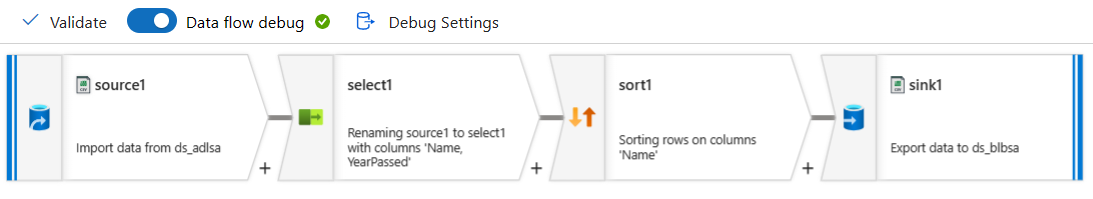 Validate
Data flow debug
Debug Settings
source1
Import data from ds_adlsa
+
select1
Renaming source1 to select1
with columns 'Name,
YearPassed'
+
sort1
Sorting rows on columns
'Name'
+
sink1
Export data to ds_blbsa